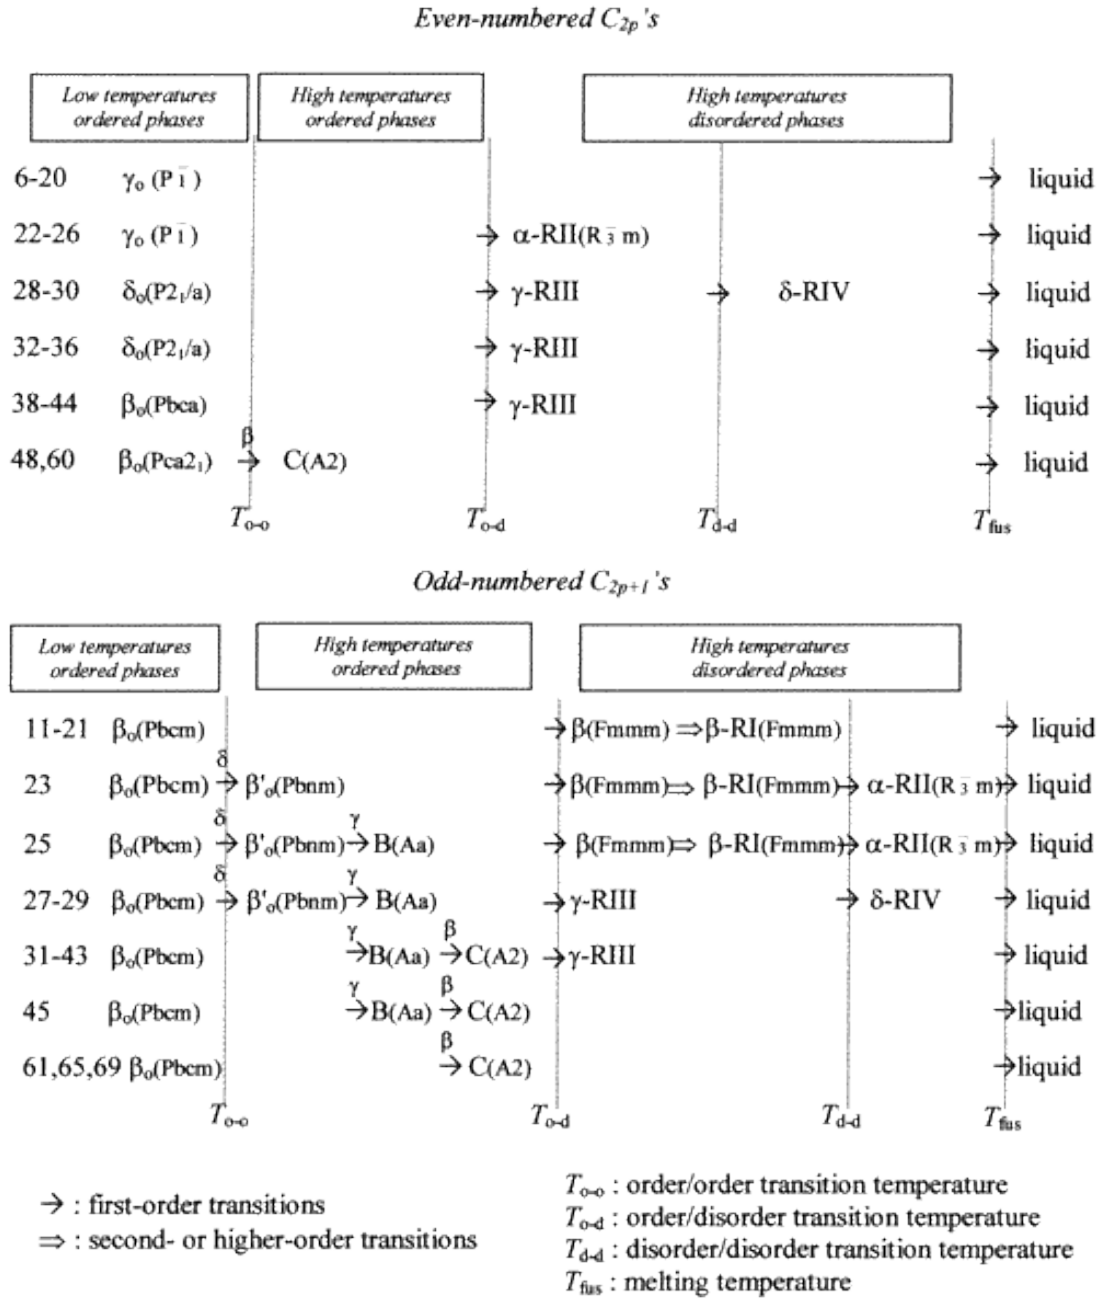 Even-numbered C2p's
Low temperatures ordered phases
High temperatures ordered phases
High temperatures disordered phases
6-20 γo (P1̄) → liquid
22-26 γo (P1̄) → α-RII(R3̄m) → liquid
28-30 δo(P21/a) → γ-RIII → δ-RIV → liquid
32-36 δo(P21/a) → γ-RIII → liquid
38-44 βo(Pbca) → γ-RIII → liquid
48,60 βo(Pca21) β→ C(A2) → liquid
To-o To-d Td-d Tfus
Odd-numbered C2p+1's
Low temperatures ordered phases
High temperatures ordered phases
High temperatures disordered phases
11-21 βo(Pbcm) → β(Fmmm) ⇒ β-RI(Fmmm) → liquid
23 βo(Pbcm) δ→ β'o(Pbnm) → β(Fmmm) ⇒ β-RI(Fmmm) → α-RII(R3̄m) → liquid
25 βo(Pbcm) δ→ β'o(Pbnm) γ→ B(Aa) → β(Fmmm) ⇒ β-RI(Fmmm) → α-RII(R3̄m) → liquid
27-29 βo(Pbcm) δ→ β'o(Pbnm) γ→ B(Aa) → γ-RIII → δ-RIV → liquid
31-43 βo(Pbcm) γ→ B(Aa) β→ C(A2) → γ-RIII → liquid
45 βo(Pbcm) γ→ B(Aa) β→ C(A2) → liquid
61,65,69 βo(Pbcm) β→ C(A2) → liquid
To-o To-d Td-d Tfus
→ : first-order transitions
⇒ : second- or higher-order transitions
To-o : order/order transition temperature
To-d : order/disorder transition temperature
Td-d : disorder/disorder transition temperature
Tfus : melting temperature